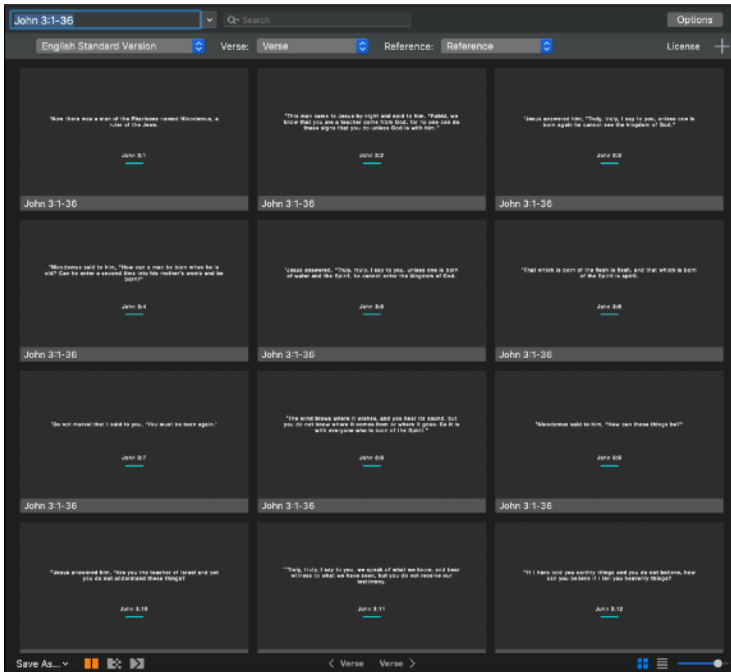 John 3:1-36
Search
Options
English Standard Version
Verse:
Verse
Reference:
Reference
License
"Now there was a man of the Pharisees named Nicodemus, a
ruler of the Jews.
John 3:1
John 3:1-36
"This man came to Jesus by night and said to him, "Rabbi, we
know that you are a teacher come from God, for no one can do
these signs that you do unless God is with him."
John 3:2
John 3:1-36
"Jesus answered him, "Truly, truly, I say to you, unless one is
born again he cannot see the kingdom of God."
John 3:3
John 3:1-36
"Nicodemus said to him, "How can a man be born when he is
old? Can he enter a second time into his mother's womb and be
born?"
John 3:4
John 3:1-36
"Jesus answered, "Truly, truly, I say to you, unless one is born
of water and the Spirit, he cannot enter the kingdom of God.
John 3:5
John 3:1-36
"That which is born of the flesh is flesh, and that which is born
of the Spirit is spirit.
John 3:6
John 3:1-36
"Do not marvel that I said to you, 'You must be born again.'
John 3:7
John 3:1-36
"The wind blows where it wishes, and you hear its sound, but
you do not know where it comes from or where it goes. So it is
with everyone who is born of the Spirit."
John 3:8
John 3:1-36
"Nicodemus said to him, "How can these things be?"
John 3:9
John 3:1-36
"Jesus answered him, "Are you the teacher of Israel and yet
you do not understand these things?
John 3:10
"Truly, truly, I say to you, we speak of what we know, and bear
witness to what we have seen, but you do not receive our
testimony.
John 3:11
"If I have told you earthly things and you do not believe, how
can you believe if I tell you heavenly things?
John 3:12
Save As...
< Verse Verse >